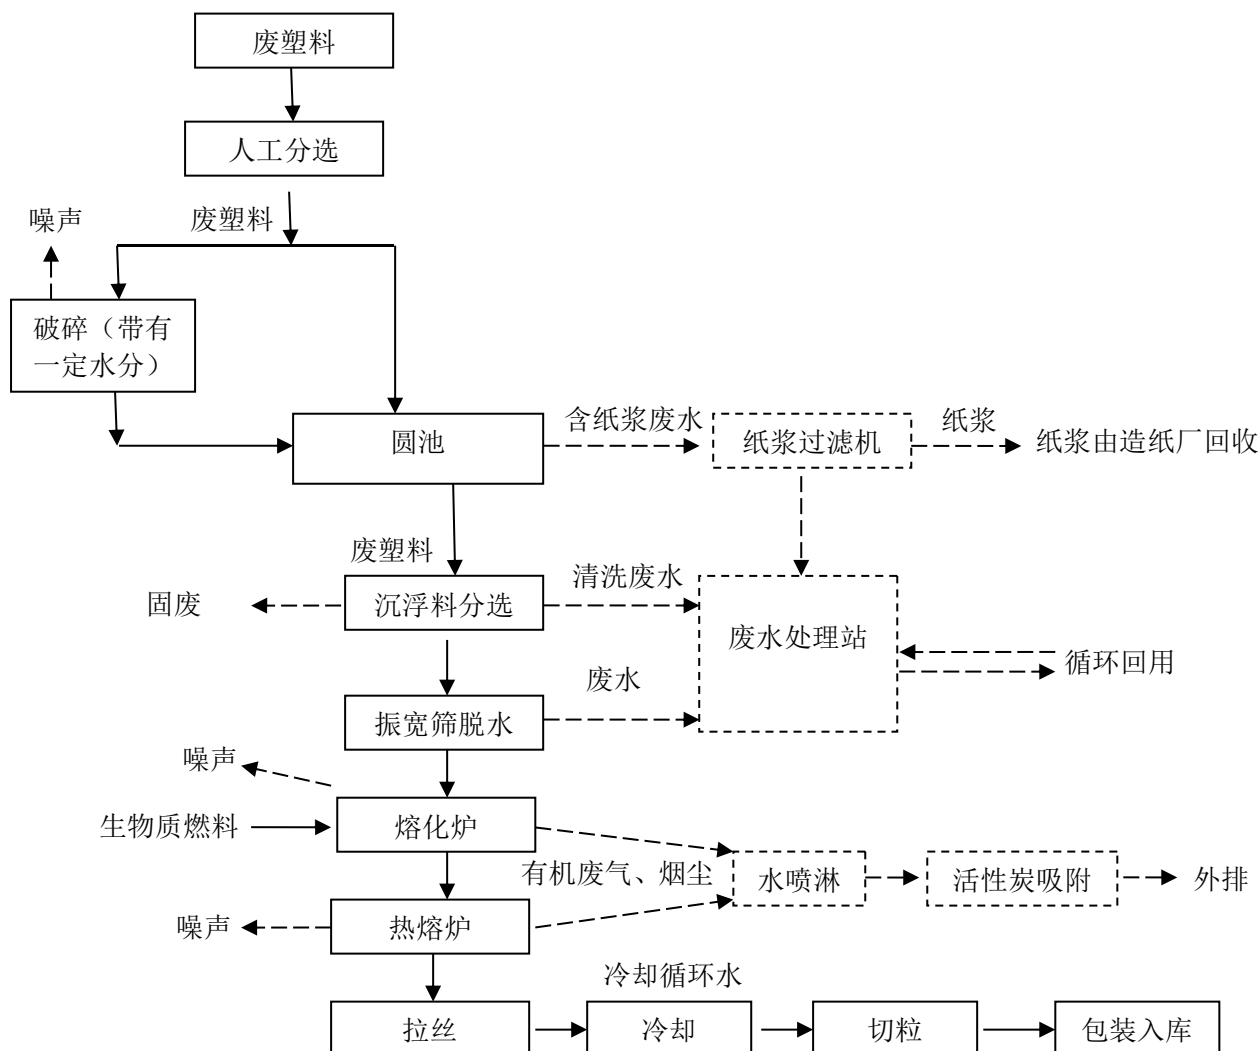 废塑料
人工分选
废塑料
噪声
破碎（带有
一定水分）
圆池
含纸浆废水
纸浆过滤机
纸浆
纸浆由造纸厂回收
废塑料
固废
沉浮料分选
清洗废水
废水处理站
循环回用
振宽筛脱水
废水
噪声
生物质燃料
熔化炉
有机废气、烟尘
水喷淋
活性炭吸附
外排
噪声
热熔炉
冷却循环水
拉丝
冷却
切粒
包装入库